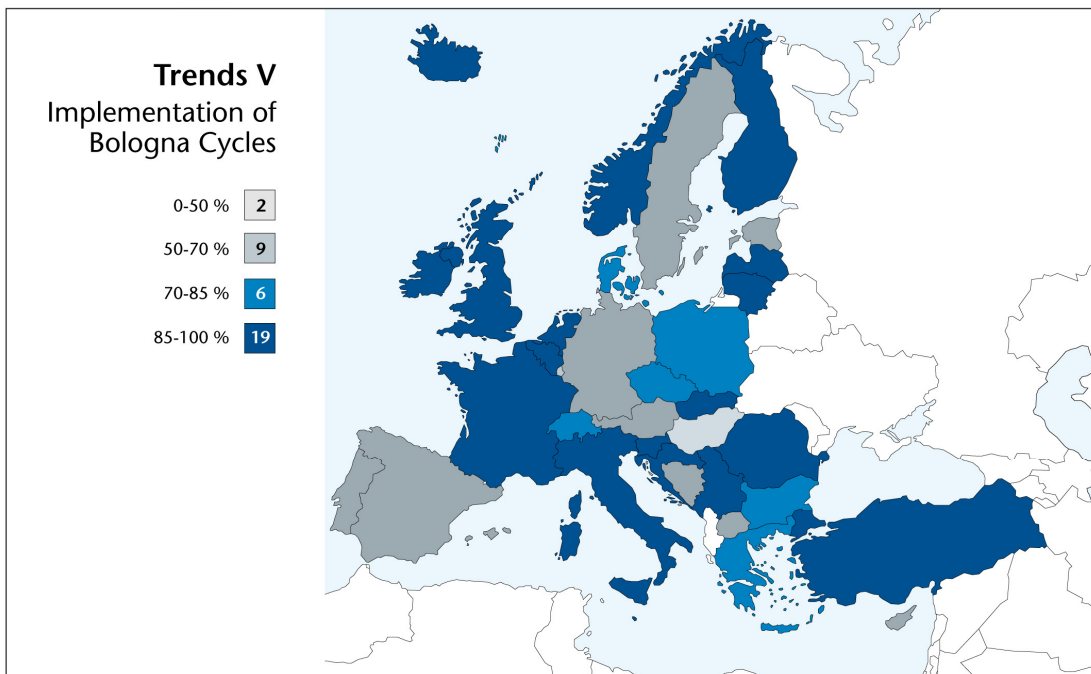 Trends V
Implementation of
Bologna Cycles
0-50 % 2
50-70 % 9
70-85 % 6
85-100 % 19